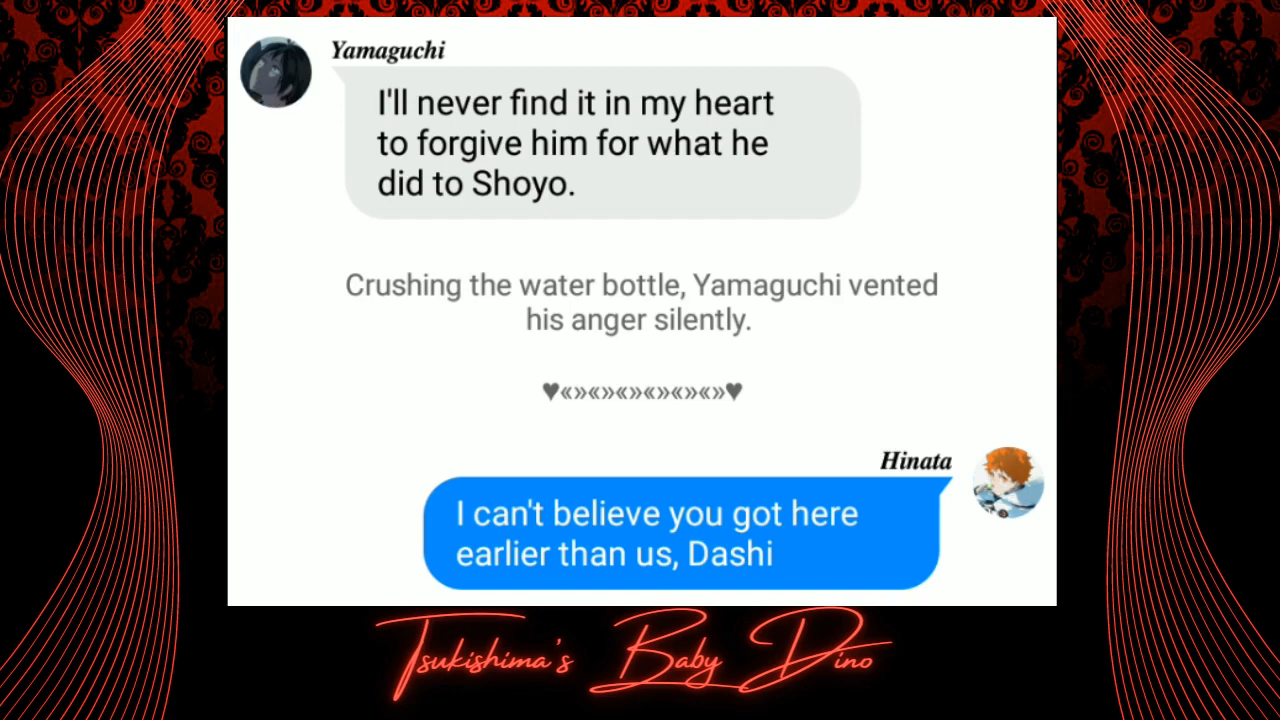 Yamaguchi
I'll never find it in my heart
to forgive him for what he
did to Shoyo.
Crushing the water bottle, Yamaguchi vented
his anger silently.
♥«»«»«»«»«»«»♥
Hinata
I can't believe you got here
earlier than us, Dashi
Tsukishima's Baby Dino